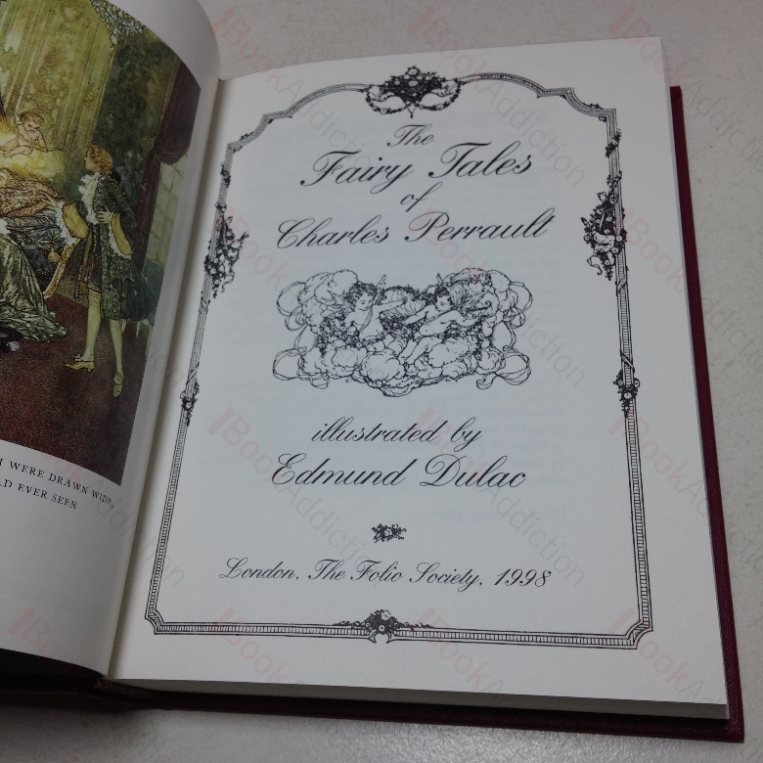 WERE DRAWN WIDE
LD EVER SEEN
The
Fairy Tales
of
Charles Perrault
illustrated by
Edmund Dulac
London, The Folio Society, 1998
BookAddiction